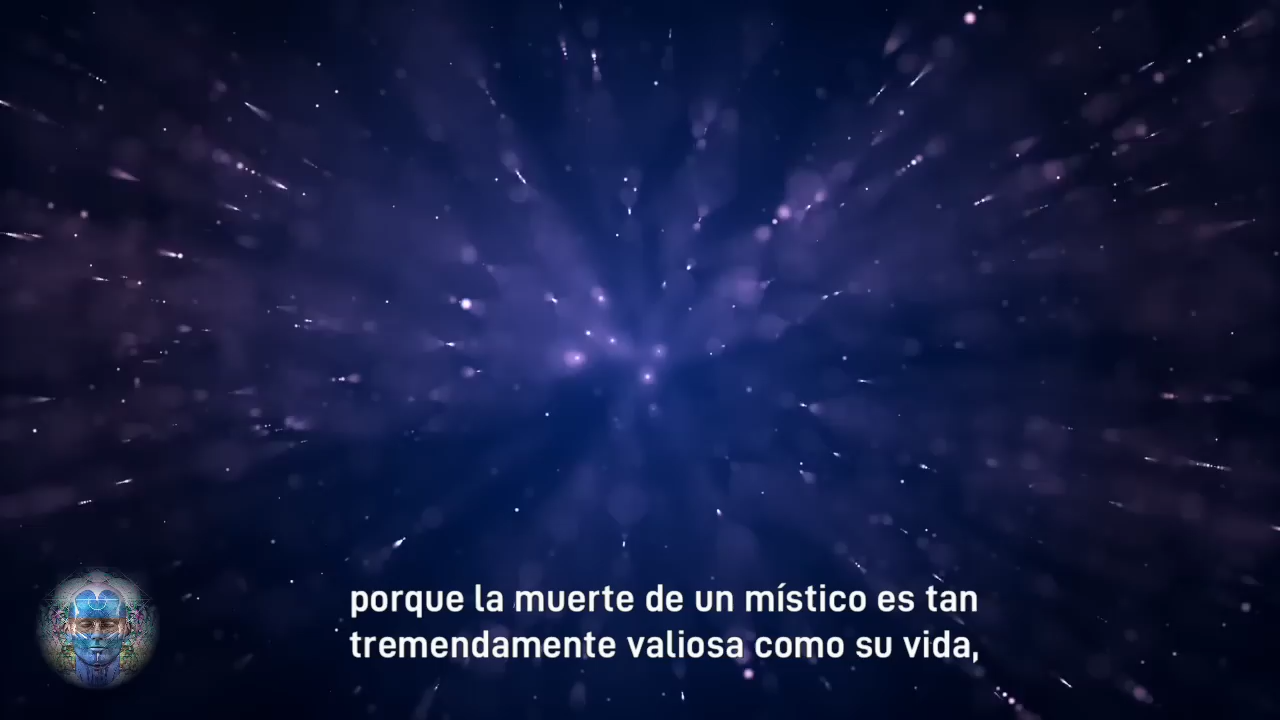 porque la muerte de un místico es tan
tremendamente valiosa como su vida,